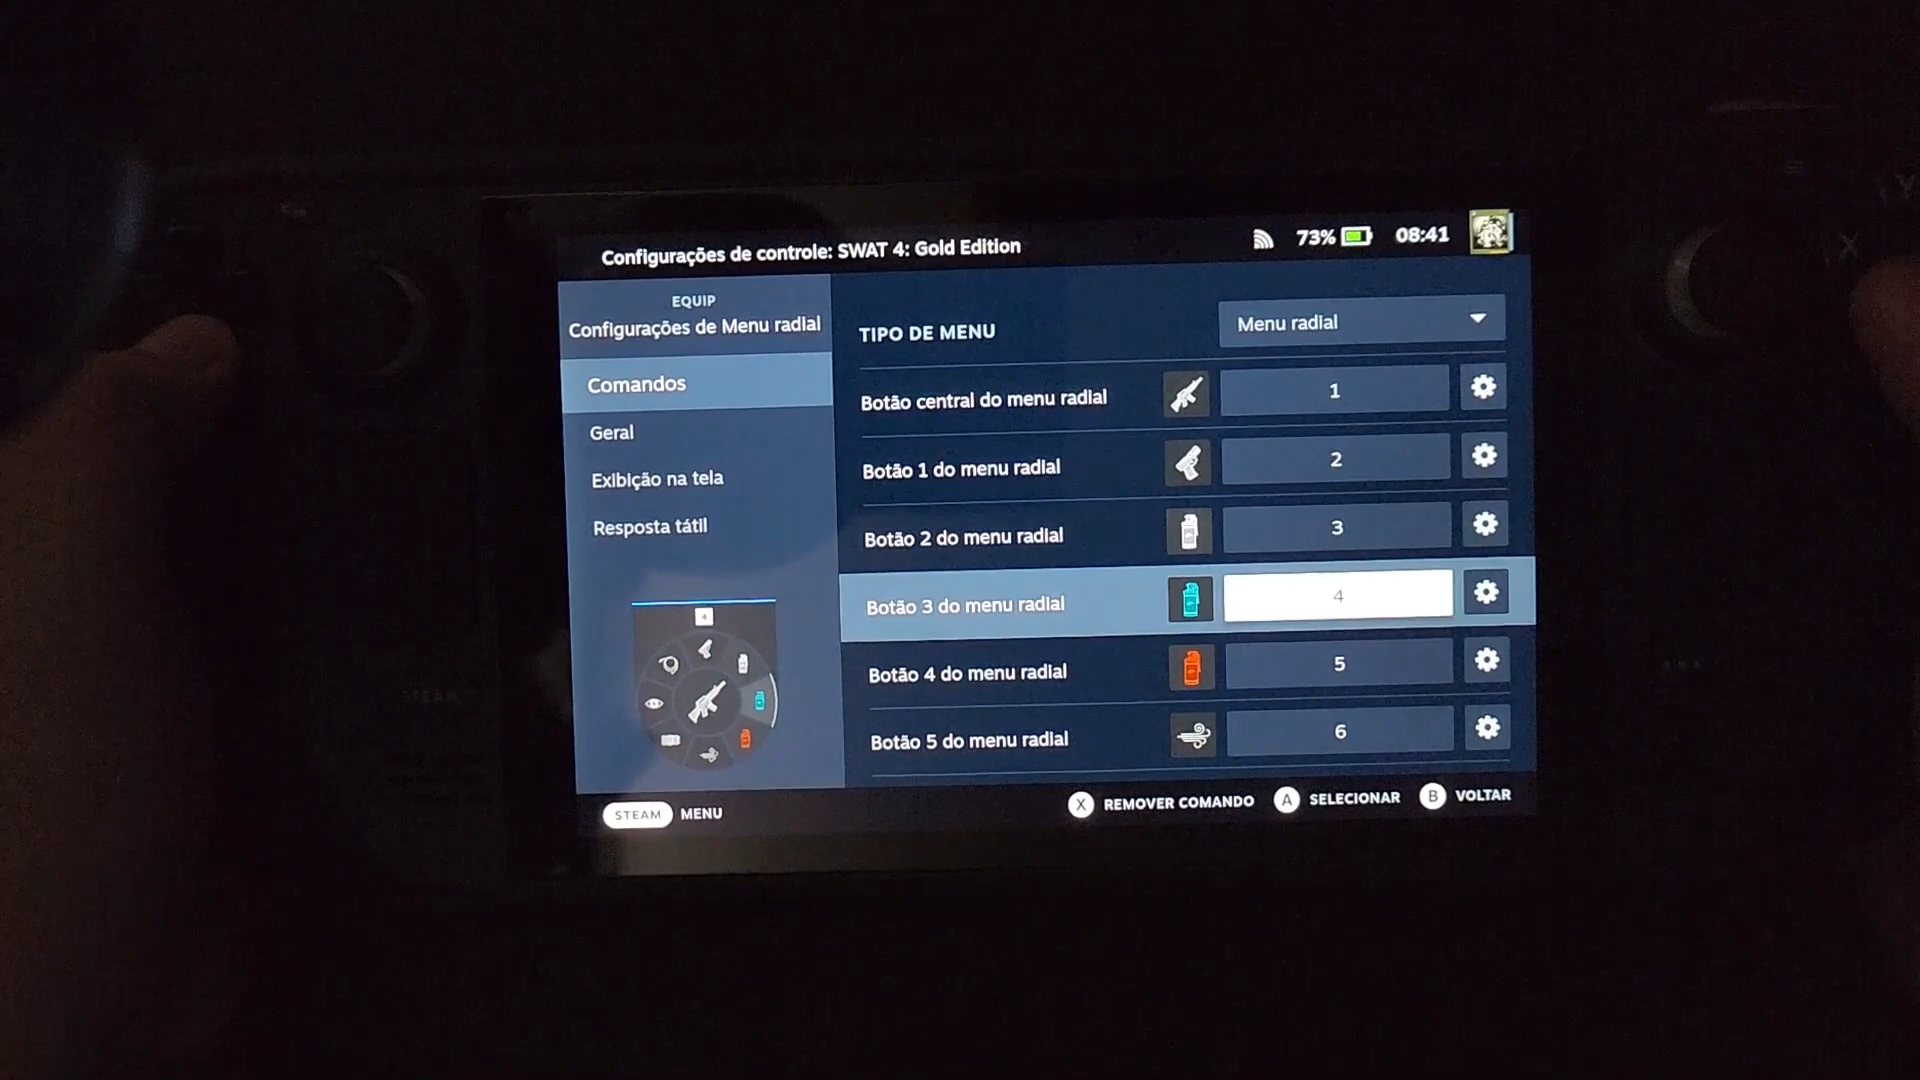 Configurações de controle: SWAT 4: Gold Edition
73%
08:41
EQUIP
Configurações de Menu radial
Comandos
Geral
Exibição na tela
Resposta tátil
4
TIPO DE MENU
Menu radial
Botão central do menu radial
1
Botão 1 do menu radial
2
Botão 2 do menu radial
3
Botão 3 do menu radial
4
Botão 4 do menu radial
5
Botão 5 do menu radial
6
STEAM MENU
X REMOVER COMANDO
A SELECIONAR
B VOLTAR
STEAM
X
Y